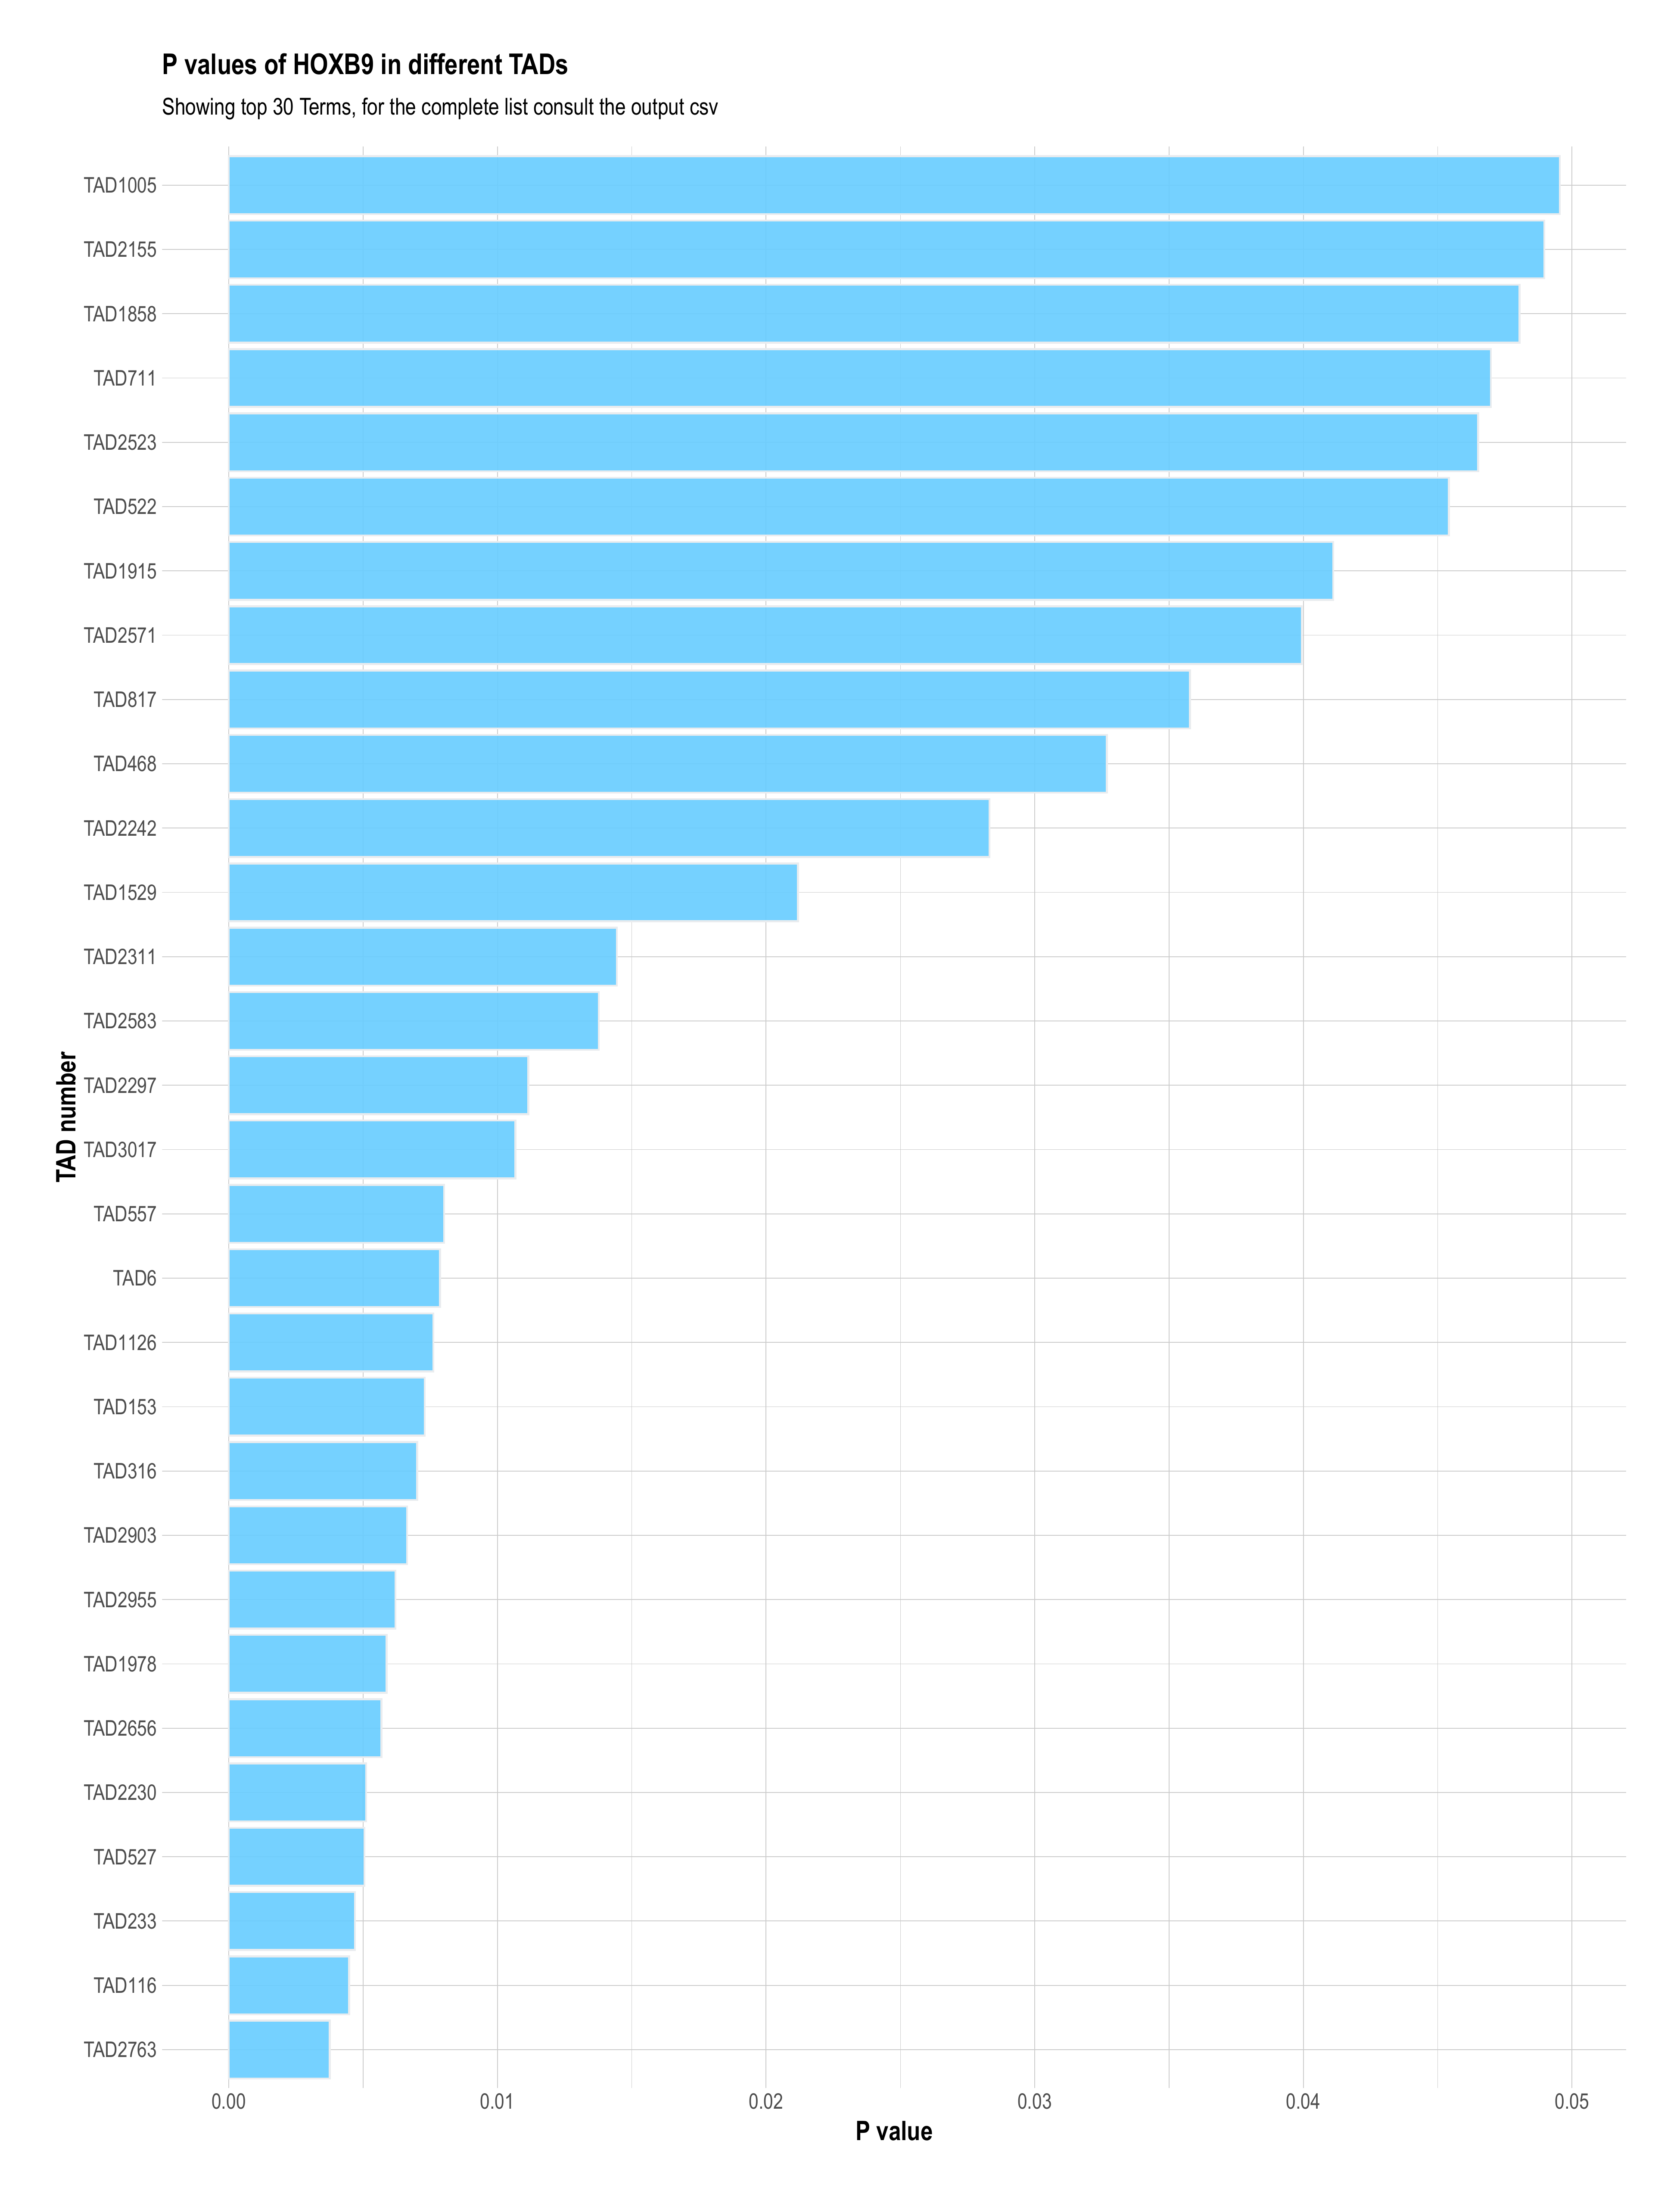 P values of HOXB9 in different TADs
Showing top 30 Terms, for the complete list consult the output csv
TAD number
TAD1005
TAD2155
TAD1858
TAD711
TAD2523
TAD522
TAD1915
TAD2571
TAD817
TAD468
TAD2242
TAD1529
TAD2311
TAD2583
TAD2297
TAD3017
TAD557
TAD6
TAD1126
TAD153
TAD316
TAD2903
TAD2955
TAD1978
TAD2656
TAD2230
TAD527
TAD233
TAD116
TAD2763
0.00 0.01 0.02 0.03 0.04 0.05
P value